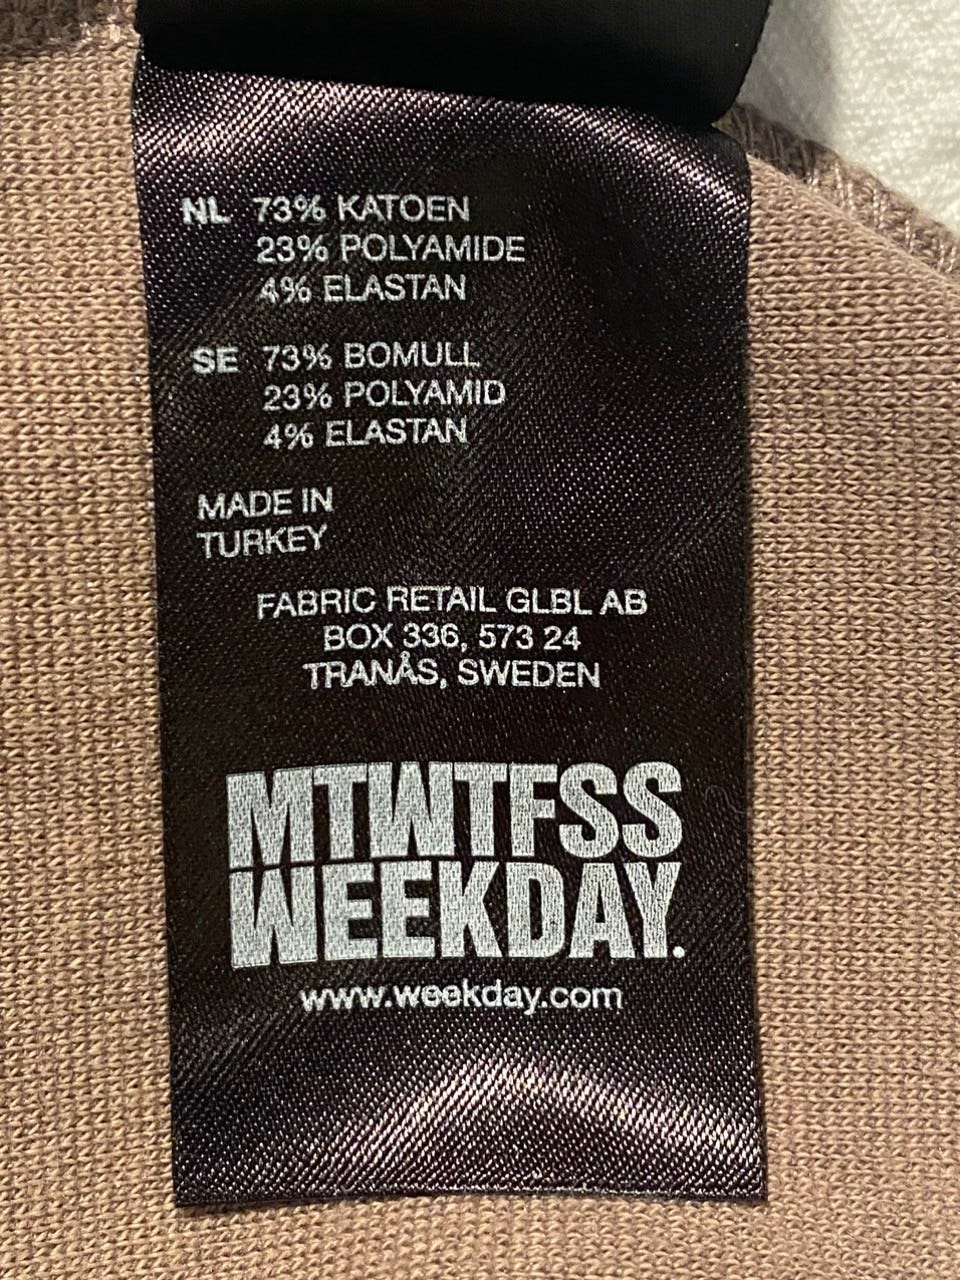 NL 73% KATOEN
23% POLYAMIDE
4% ELASTAN
SE 73% BOMULL
23% POLYAMID
4% ELASTAN
MADE IN
TURKEY
FABRIC RETAIL GLBL AB
BOX 336, 573 24
TRANÅS, SWEDEN
MTWTFSS
WEEKDAY.
www.weekday.com